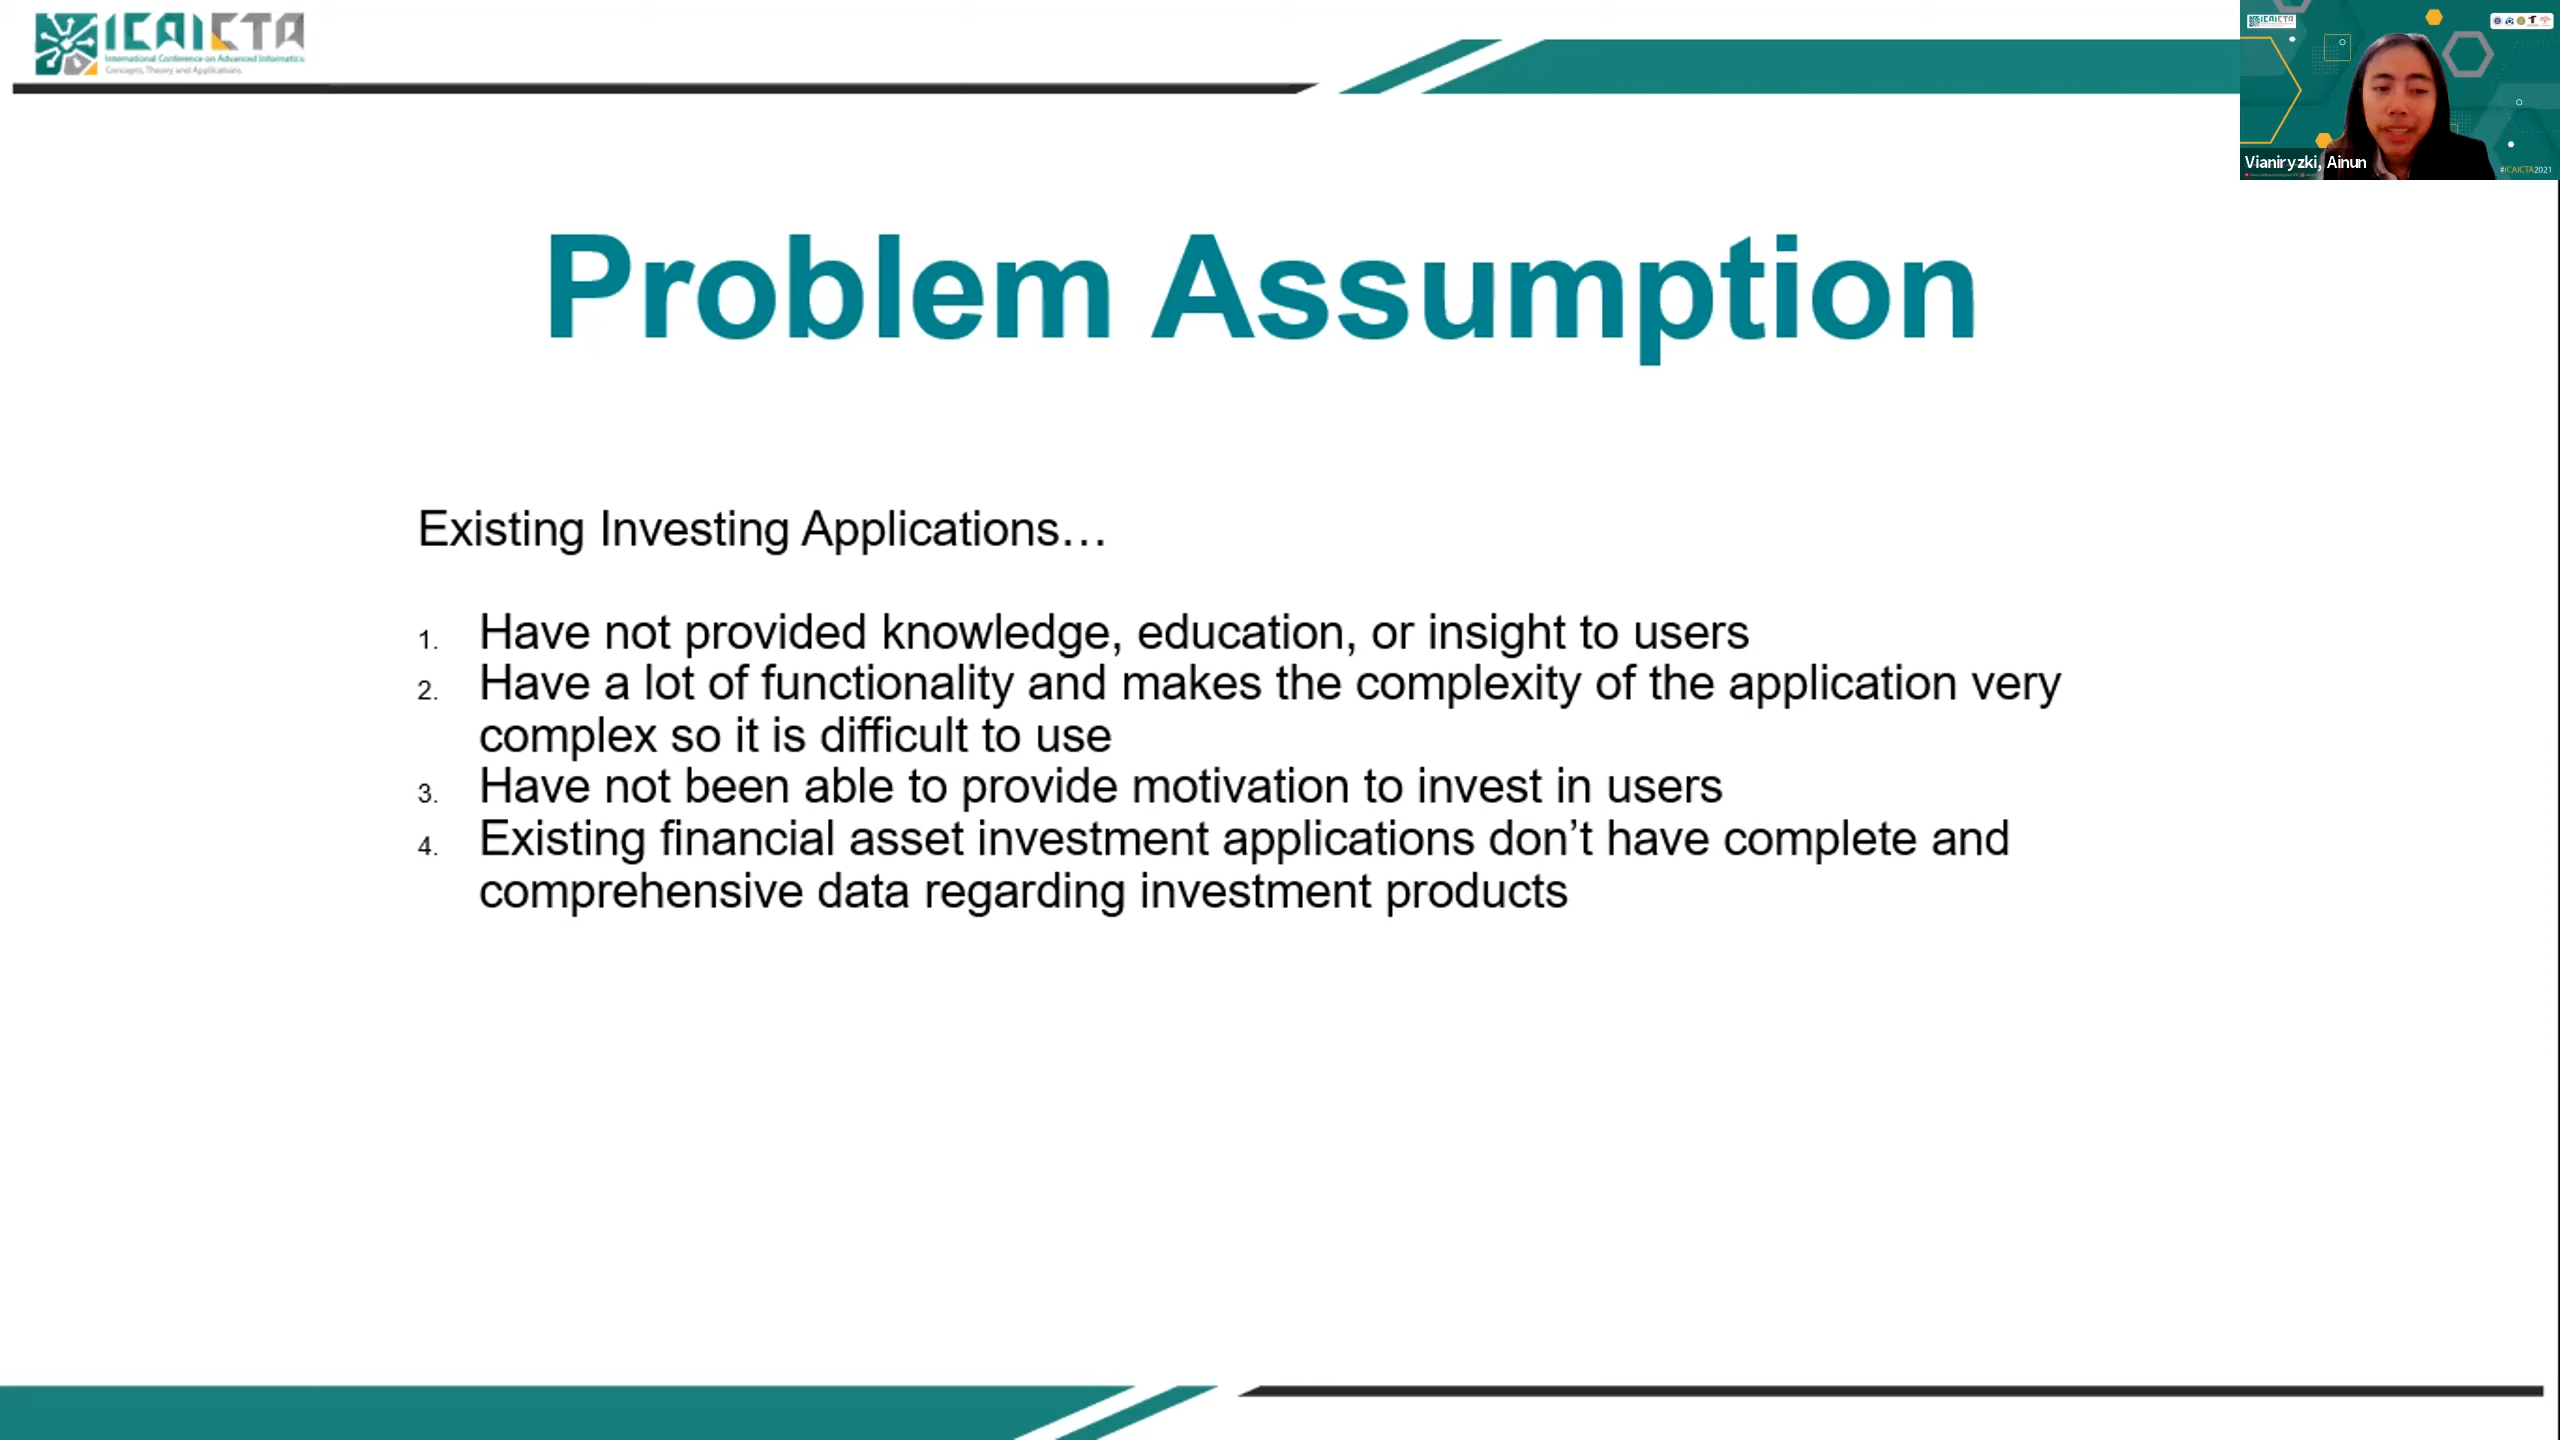 ICAICTA
International Conference on Advanced Informatics
Concepts, Theory and Applications
ICAICTA
Vianiryzki, Ainun
#ICAICTA2021
Problem Assumption
Existing Investing Applications…
1. Have not provided knowledge, education, or insight to users
2. Have a lot of functionality and makes the complexity of the application very
complex so it is difficult to use
3. Have not been able to provide motivation to invest in users
4. Existing financial asset investment applications don’t have complete and
comprehensive data regarding investment products